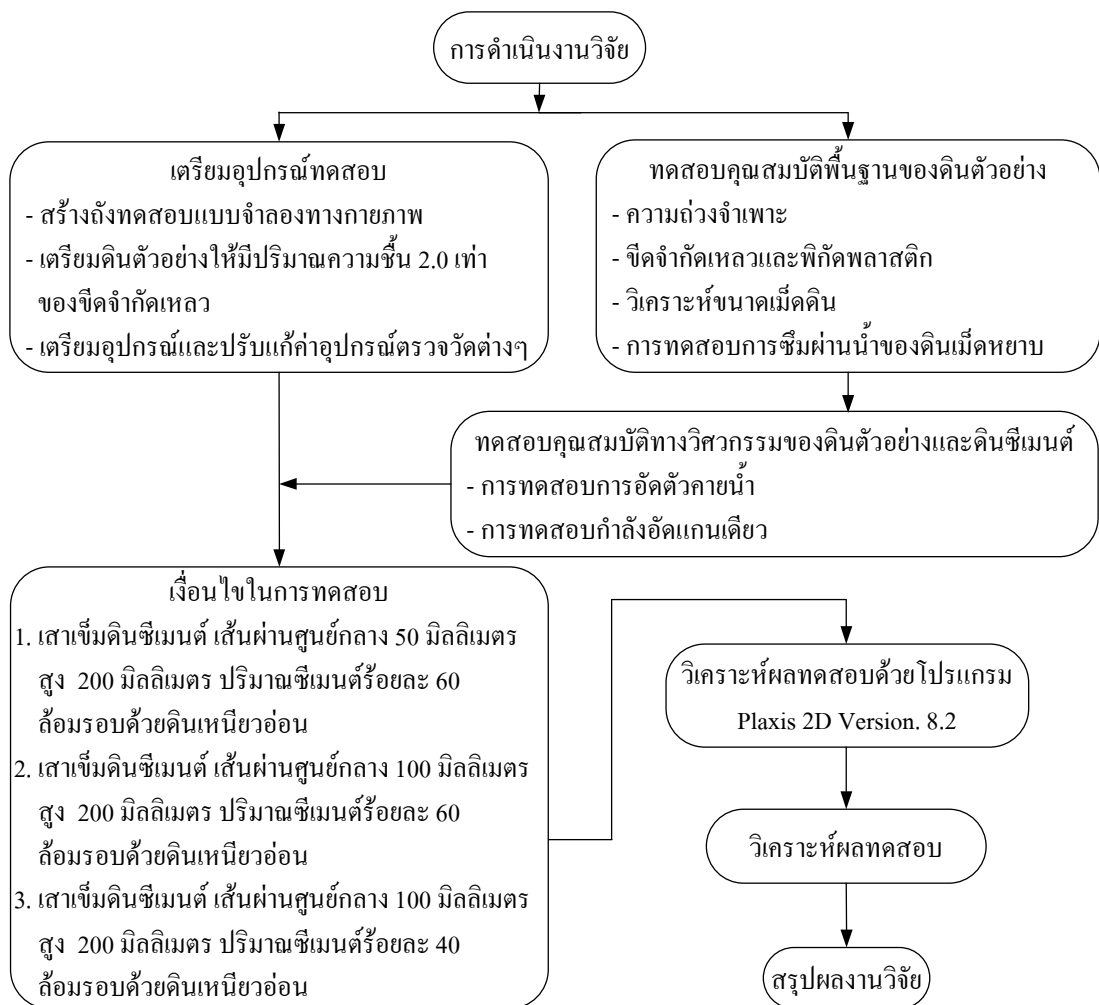 การดำเนินงานวิจัย
เตรียมอุปกรณ์ทดสอบ
- สร้างถังทดสอบแบบจำลองทางกายภาพ
- เตรียมดินตัวอย่างให้มีปริมาณความชื้น 2.0 เท่า
ของขีดจำกัดเหลว
- เตรียมอุปกรณ์และปรับแก้ค่าอุปกรณ์ตรวจวัดต่างๆ
ทดสอบคุณสมบัติพื้นฐานของดินตัวอย่าง
- ความถ่วงจำเพาะ
- ขีดจำกัดเหลวและพิกัดพลาสติก
- วิเคราะห์ขนาดเม็ดดิน
- การทดสอบการซึมผ่านน้ำของดินเม็ดหยาบ
ทดสอบคุณสมบัติทางวิศวกรรมของดินตัวอย่างและดินซีเมนต์
- การทดสอบการอัดตัวคายน้ำ
- การทดสอบกำลังอัดแกนเดียว
เงื่อนไขในการทดสอบ
1. เสาเข็มดินซีเมนต์ เส้นผ่านศูนย์กลาง 50 มิลลิเมตร
สูง 200 มิลลิเมตร ปริมาณซีเมนต์ร้อยละ 60
ล้อมรอบด้วยดินเหนียวอ่อน
2. เสาเข็มดินซีเมนต์ เส้นผ่านศูนย์กลาง 100 มิลลิเมตร
สูง 200 มิลลิเมตร ปริมาณซีเมนต์ร้อยละ 60
ล้อมรอบด้วยดินเหนียวอ่อน
3. เสาเข็มดินซีเมนต์ เส้นผ่านศูนย์กลาง 100 มิลลิเมตร
สูง 200 มิลลิเมตร ปริมาณซีเมนต์ร้อยละ 40
ล้อมรอบด้วยดินเหนียวอ่อน
วิเคราะห์ผลทดสอบด้วยโปรแกรม
Plaxis 2D Version. 8.2
วิเคราะห์ผลทดสอบ
สรุปผลงานวิจัย